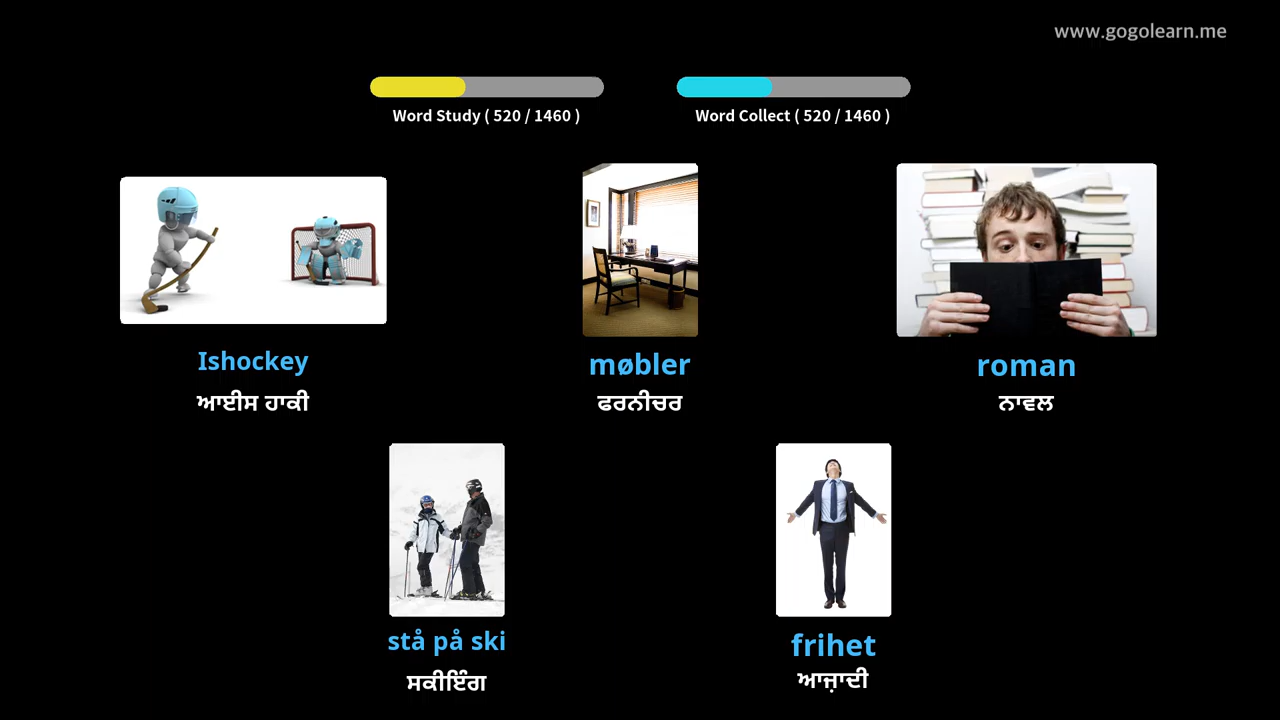 www.gogolearn.me
Word Study ( 520 / 1460 )
Word Collect ( 520 / 1460 )
Ishockey
ਆਈਸ ਹਾਕੀ
møbler
ਫਰਨੀਚਰ
roman
ਨਾਵਲ
stå på ski
ਸਕੀਇੰਗ
frihet
ਆਜ਼ਾਦੀ